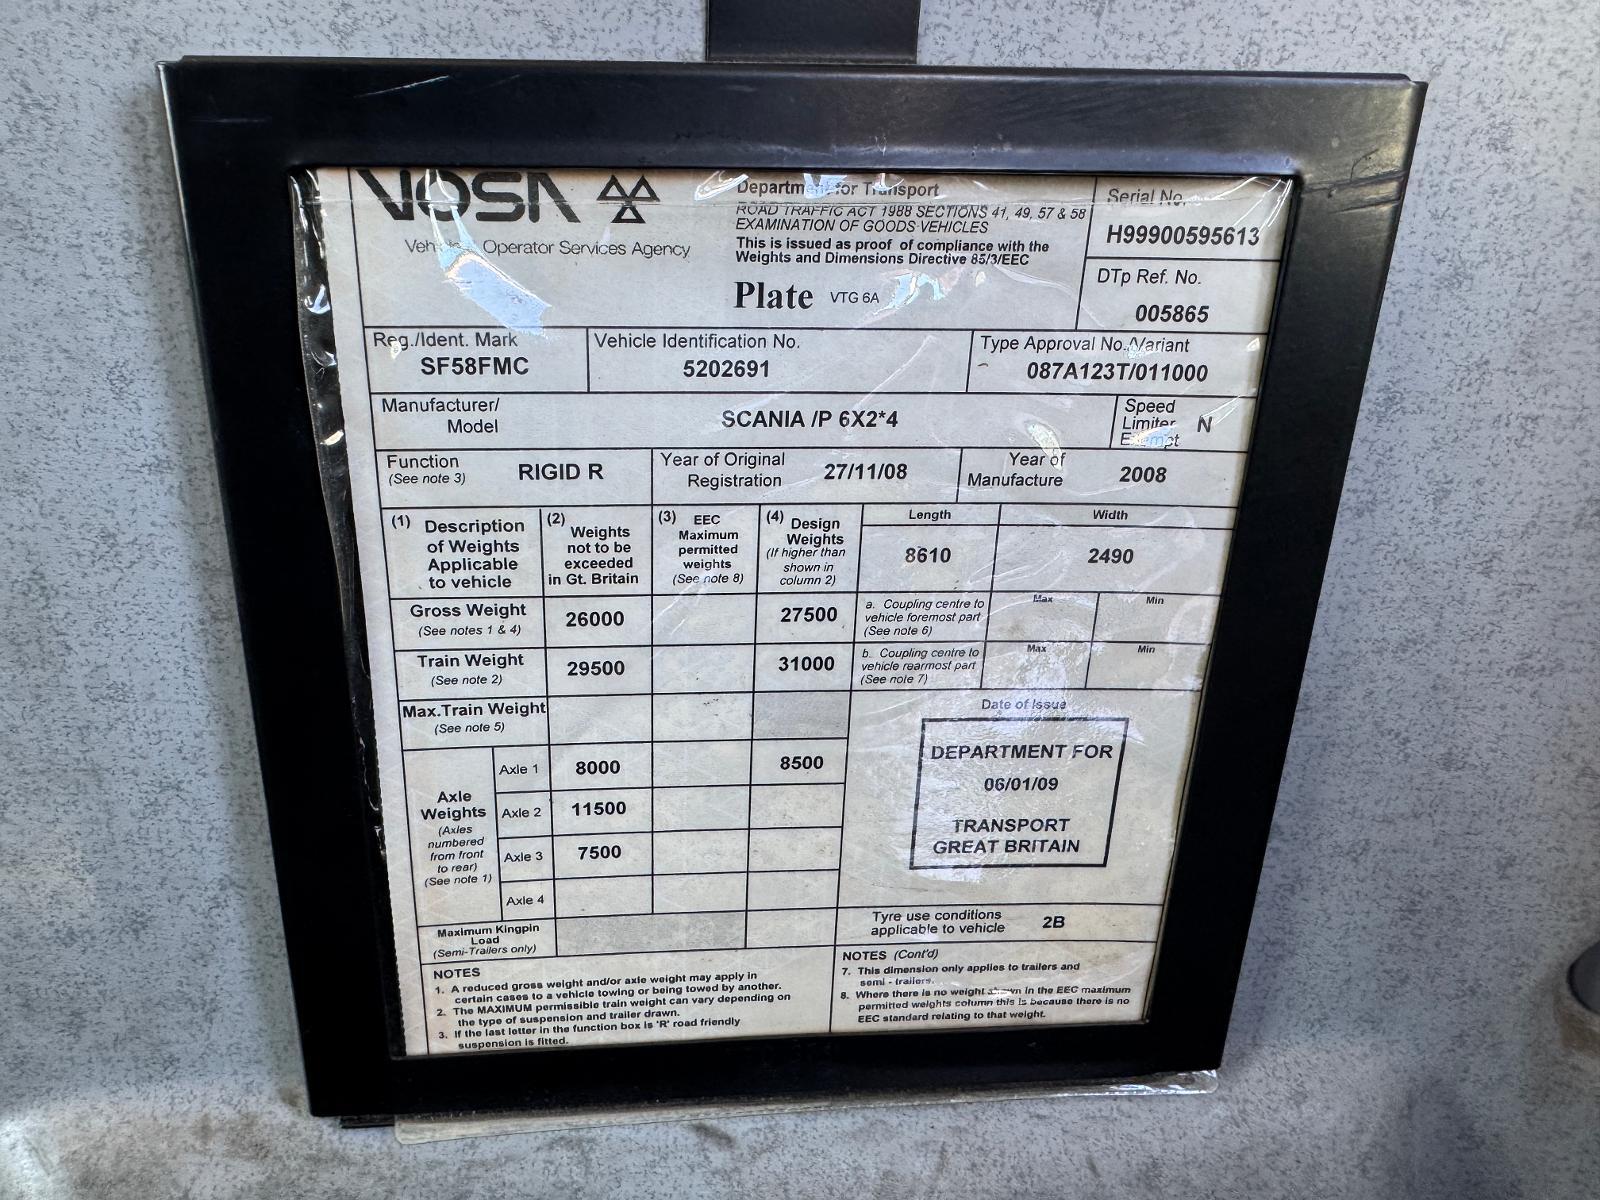 VOSA
Vehicle Operator Services Agency
Department for Transport
ROAD TRAFFIC ACT 1988 SECTIONS 41, 49, 57 & 58
EXAMINATION OF GOODS VEHICLES
This is issued as proof of compliance with the
Weights and Dimensions Directive 85/3/EEC
Plate VTG 6A
Serial No.
H99900595613
DTp Ref. No.
005865
Reg./Ident. Mark
SF58FMC
Vehicle Identification No.
5202691
Type Approval No./Variant
087A123T/011000
Manufacturer/
Model
SCANIA /P 6X2*4
Speed
Limiter
Exempt
N
Function
(See note 3)
RIGID R
Year of Original
Registration
27/11/08
Year of
Manufacture
2008
(1) Description
of Weights
Applicable
to vehicle
(2) Weights
not to be
exceeded
in Gt. Britain
(3) EEC
Maximum
permitted
weights
(See note 8)
(4) Design
Weights
(If higher than
shown in
column 2)
Length
8610
Width
2490
Gross Weight
(See notes 1 & 4)
26000
27500
a. Coupling centre to
vehicle foremost part
(See note 6)
Max
Min
Train Weight
(See note 2)
29500
31000
b. Coupling centre to
vehicle rearmost part
(See note 7)
Max
Min
Max.Train Weight
(See note 5)
Date of Issue
DEPARTMENT FOR
06/01/09
TRANSPORT
GREAT BRITAIN
Axle
Weights
(Axles
numbered
from front
to rear)
(See note 1)
Axle 1 8000 8500
Axle 2 11500
Axle 3 7500
Axle 4
Maximum Kingpin
Load
(Semi-Trailers only)
Tyre use conditions
applicable to vehicle
2B
NOTES
1. A reduced gross weight and/or axle weight may apply in
certain cases to a vehicle towing or being towed by another.
2. The MAXIMUM permissible train weight can vary depending on
the type of suspension and trailer drawn.
3. If the last letter in the function box is 'R' road friendly
suspension is fitted.
NOTES (Cont'd)
7. This dimension only applies to trailers and
semi - trailers.
8. Where there is no weight shown in the EEC maximum
permitted weights column this is because there is no
EEC standard relating to that weight.